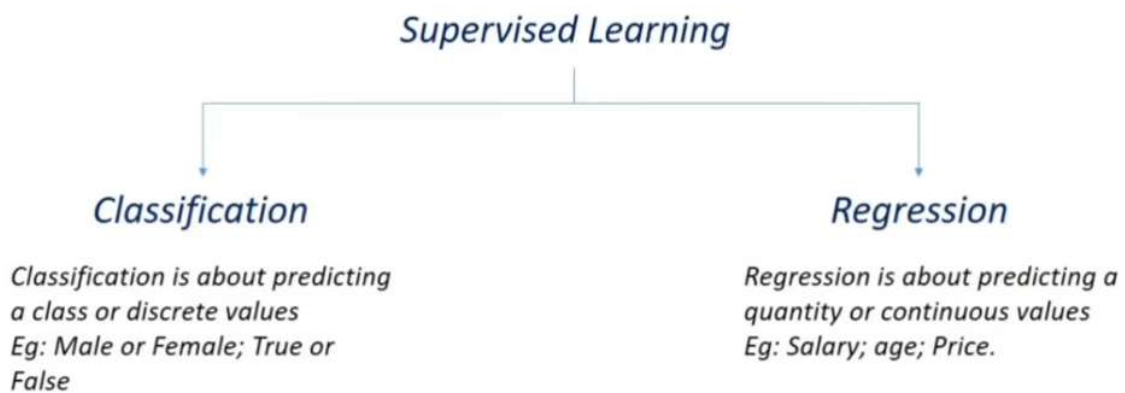 Supervised Learning
Classification
Classification is about predicting
a class or discrete values
Eg: Male or Female; True or
False
Regression
Regression is about predicting a
quantity or continuous values
Eg: Salary; age; Price.